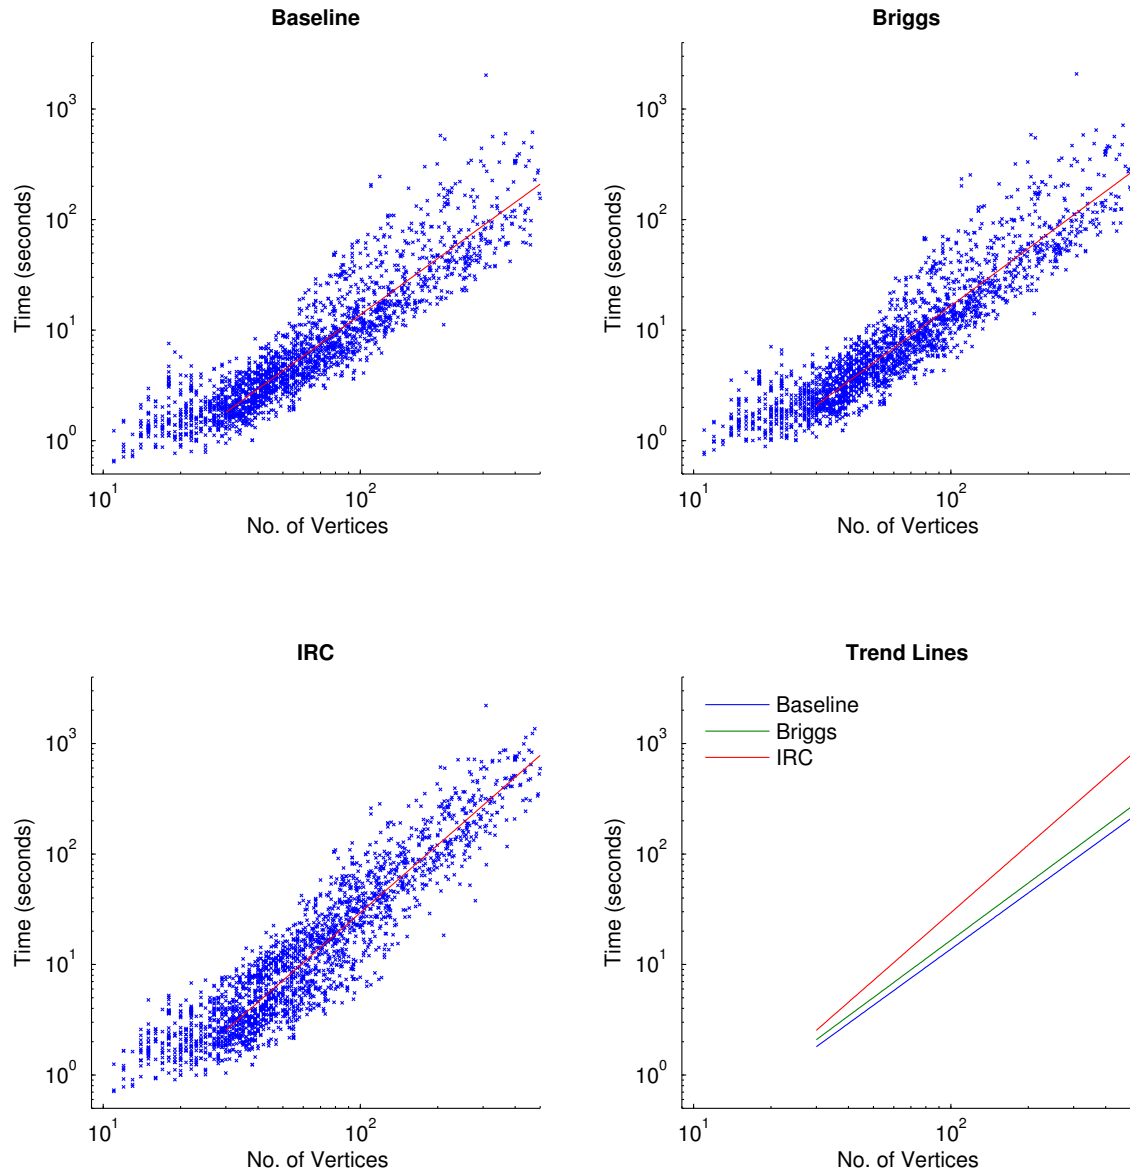 Baseline
Time (seconds)
10^3
10^2
10^1
10^0
10^1
10^2
No. of Vertices
Briggs
Time (seconds)
10^3
10^2
10^1
10^0
10^1
10^2
No. of Vertices
IRC
Time (seconds)
10^3
10^2
10^1
10^0
10^1
10^2
No. of Vertices
Trend Lines
Baseline
Briggs
IRC
Time (seconds)
10^3
10^2
10^1
10^0
10^1
10^2
No. of Vertices